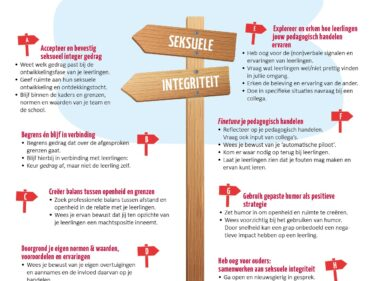 SEKSUELE
INTEGRITEIT
A
Accepteer en bevestig
seksueel integer gedrag
• Weet welk gedrag past bij de
ontwikkelingsfase van je leerlingen.
• Geef ruimte aan hun seksuele
ontwikkeling en ontdekkingstocht.
• Blijf binnen de kaders en grenzen,
normen en waarden van je team en
de school.
B
Begrens én blijf in verbinding
• Begrens gedrag dat over de afgesproken
grenzen gaat.
• Blijf hierbij in verbinding met leerlingen:
• Keur gedrag af, maar niet de leerling zelf.
C
Creëer balans tussen openheid en grenzen
• Zoek professionele balans tussen afstand en
openheid in de relatie met je leerlingen.
• Wees je ervan bewust dat jij ten opzichte van
je leerlingen een machtspositie inneemt.
D
Doorgrond je eigen normen & waarden,
vooroordelen en ervaringen
• Wees je bewust van je eigen overtuigingen
en aannames en de invloed daarvan op je
handelen.
E
Exploreer en erken hoe leerlingen
jouw pedagogisch handelen
ervaren
• Heb oog voor de (non)verbale signalen en
ervaringen van leerlingen.
• Vraag wat leerlingen wel/niet prettig vinden
in jullie omgang.
• Erken de beleving en ervaring van de ander.
• Doe in specifieke situaties navraag bij een
collega.
F
Finetune je pedagogisch handelen
• Reflecteer op je pedagogisch handelen.
Vraag ook input van collega's.
• Wees je bewust van je 'automatische piloot'.
• Kom er waar nodig op terug bij leerlingen.
• Laat je leerlingen zien dat je fouten mag maken en
ervan kunt leren.
G
Gebruik gepaste humor als positieve
strategie
• Zet humor in om openheid en ruimte te creëren.
• Wees voorzichtig bij het gebruiken van humor.
Door snelheid kan een grap onbedoeld een nega-
tieve impact hebben op een leerling.
Heb oog voor ouders:
samenwerken aan seksuele integriteit
• Ga open en nieuwsgierig in gesprek.